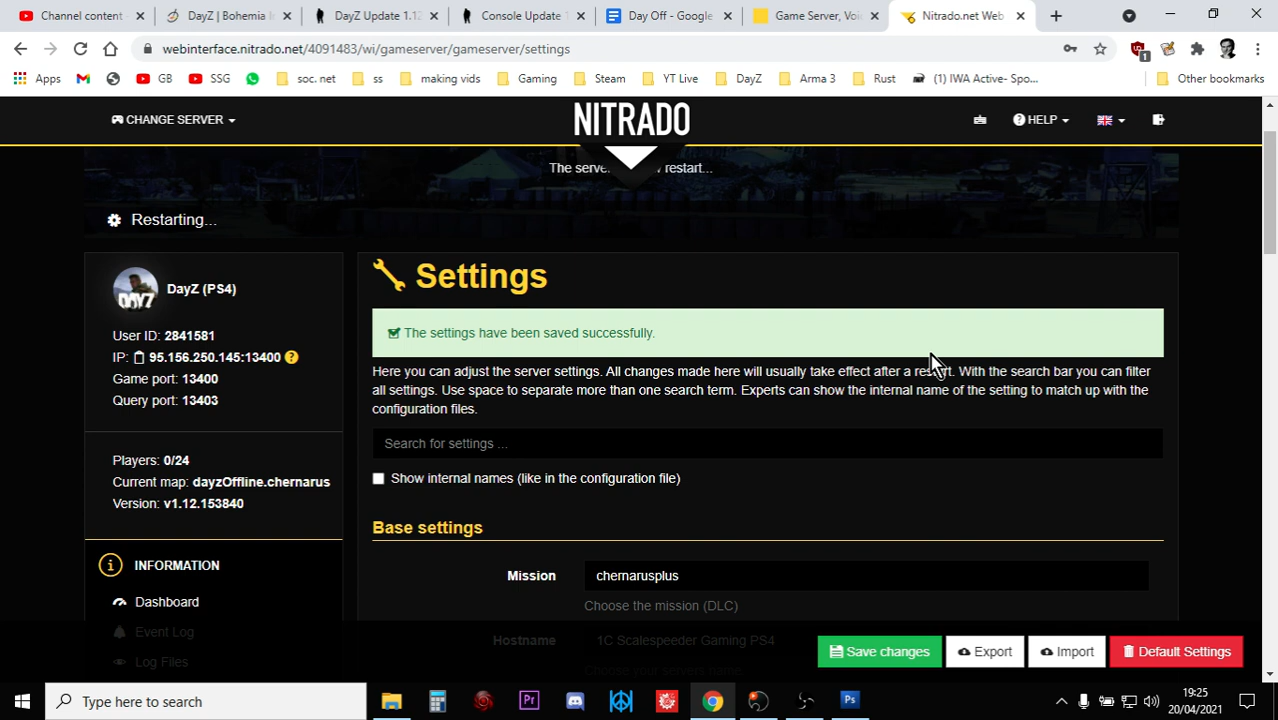 Channel content
DayZ | Bohemia I
DayZ Update 1.12
Console Update 1
Day Off - Google
Game Server, Voi
Nitrado.net Web
webinterface.nitrado.net/4091483/wi/gameserver/gameserver/settings
Apps GB SSG soc. net ss making vids Gaming Steam YT Live DayZ Arma 3 Rust (1) IWA Active- Spo... Other bookmarks
CHANGE SERVER NITRADO HELP
The serve restart...
Restarting...
DayZ (PS4)
User ID: 2841581
IP: 95.156.250.145:13400
Game port: 13400
Query port: 13403
Players: 0/24
Current map: dayzOffline.chernarus
Version: v1.12.153840
INFORMATION
Dashboard
Event Log
Log Files
Settings
The settings have been saved successfully.
Here you can adjust the server settings. All changes made here will usually take effect after a restart. With the search bar you can filter
all settings. Use space to separate more than one search term. Experts can show the internal name of the setting to match up with the
configuration files.
Search for settings ...
Show internal names (like in the configuration file)
Base settings
Mission chernarusplus
Choose the mission (DLC)
Hostname 1C Scalespeeder Gaming PS4
Choose your servers name.
Save changes Export Import Default Settings
Type here to search
19:25
20/04/2021